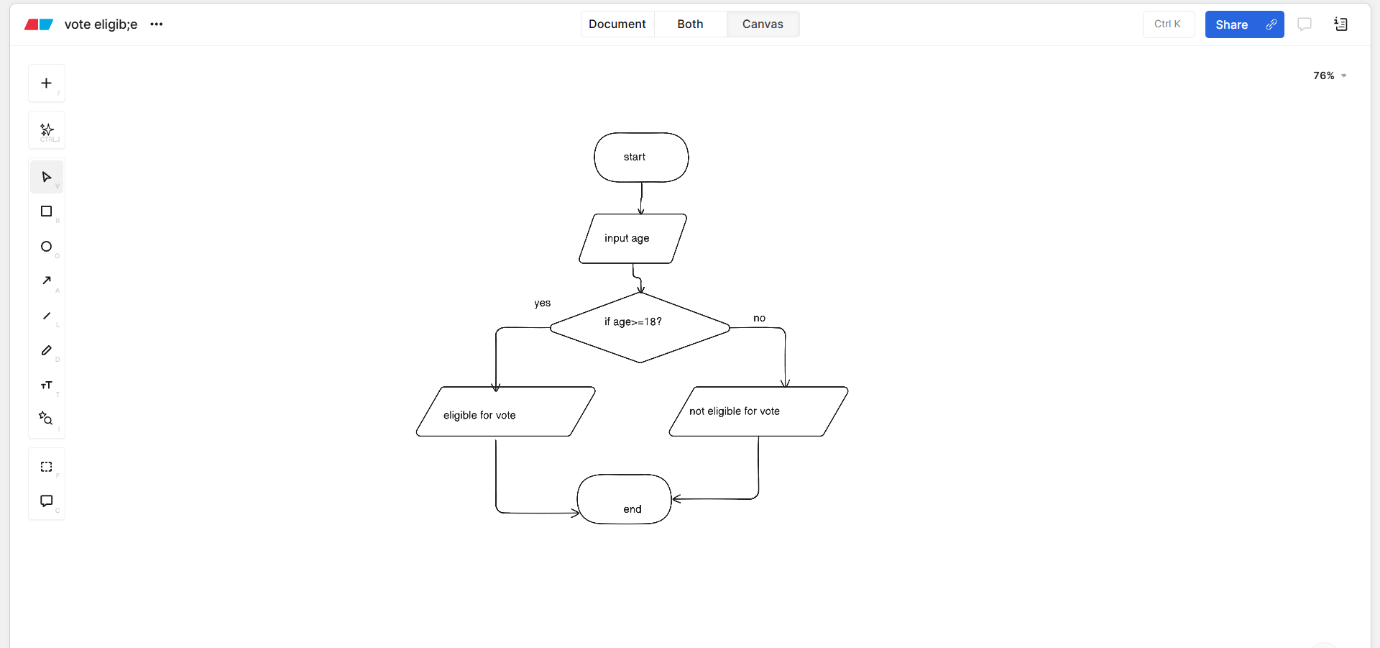 vote eligib;e
Document
Both
Canvas
Ctrl K
Share
76%
CTRL J
V
R
O
A
L
D
T
I
F
C
start
input age
yes
if age>=18?
no
eligible for vote
not eligible for vote
end